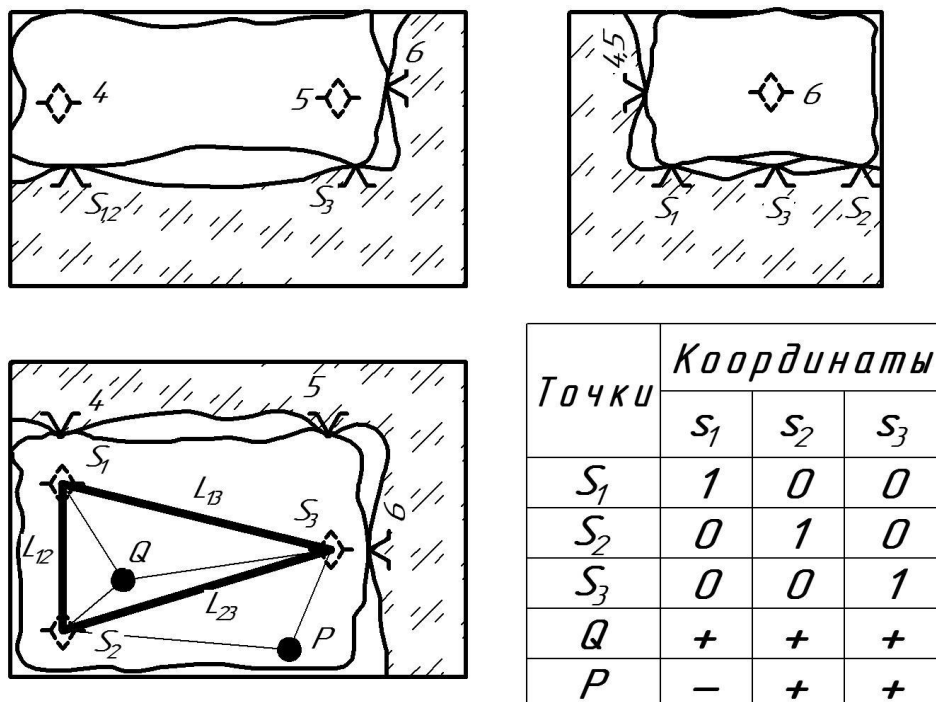 4
5
6
S1,2
S3
4,5
6
S1
S3
S2
4
5
6
S1
L13
S3
L12
Q
L23
S2
P
Точки Координаты
s1 s2 s3
S1 1 0 0
S2 0 1 0
S3 0 0 1
Q + + +
P – + +